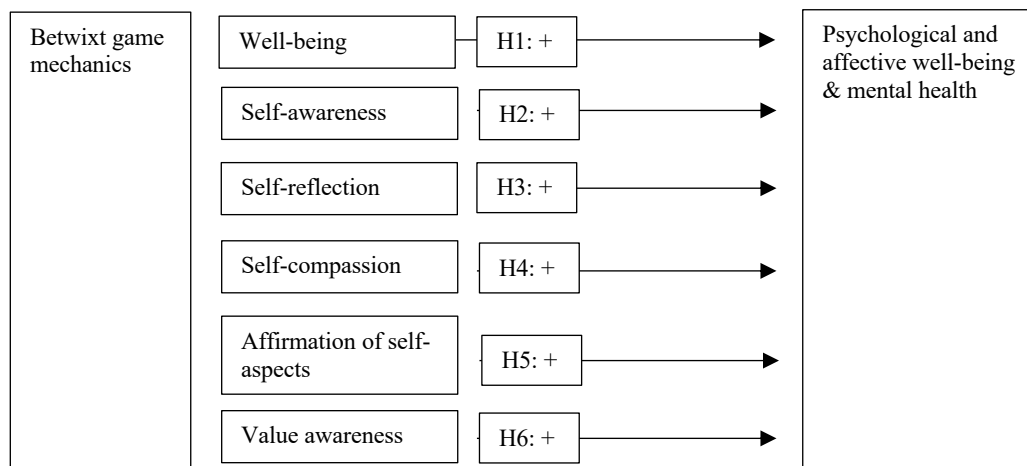 Betwixt game
mechanics
Well-being
H1: +
Psychological and
affective well-being
& mental health
Self-awareness
H2: +
Self-reflection
H3: +
Self-compassion
H4: +
Affirmation of self-
aspects
H5: +
Value awareness
H6: +